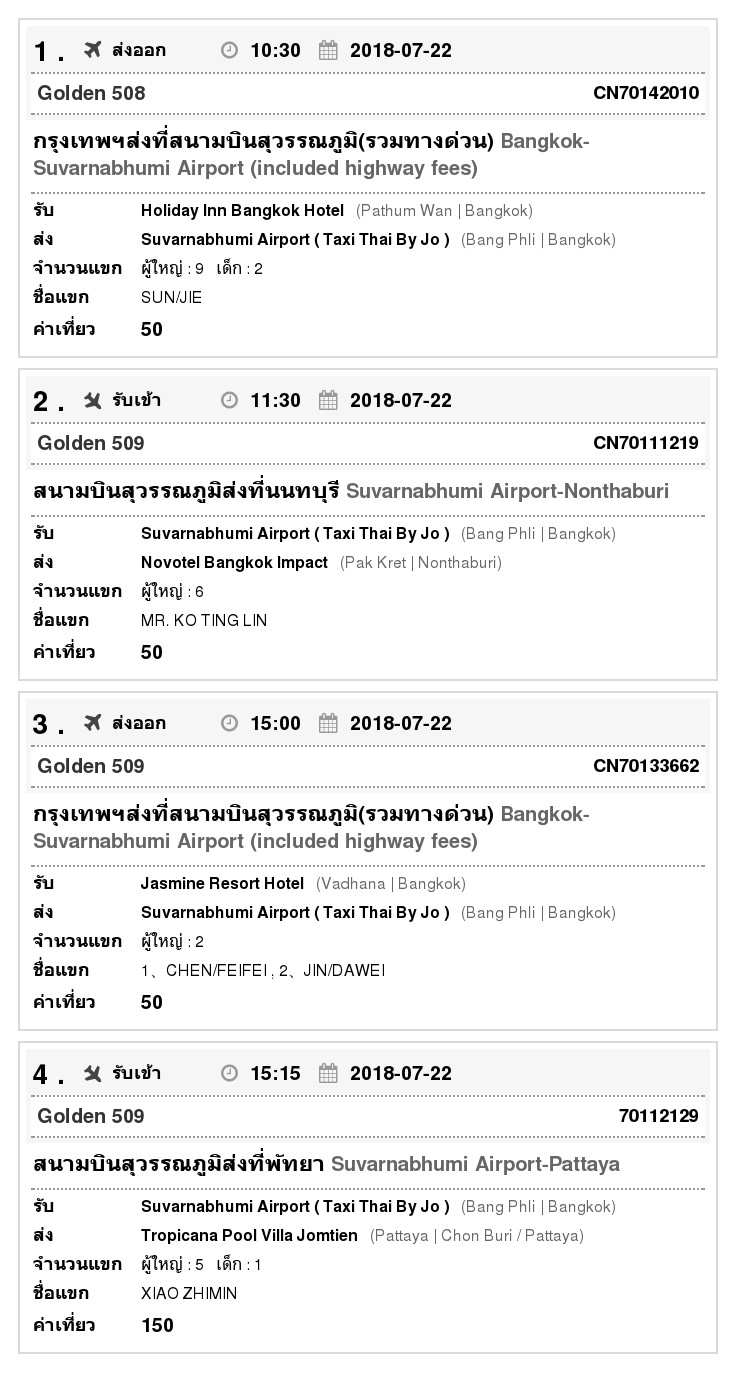 1 . ส่งออก 10:30 2018-07-22
Golden 508 CN70142010
กรุงเทพฯส่งที่สนามบินสุวรรณภูมิ(รวมทางด่วน) Bangkok-
Suvarnabhumi Airport (included highway fees)
รับ Holiday Inn Bangkok Hotel (Pathum Wan | Bangkok)
ส่ง Suvarnabhumi Airport ( Taxi Thai By Jo ) (Bang Phli | Bangkok)
จำนวนแขก ผู้ใหญ่ : 9 เด็ก : 2
ชื่อแขก SUN/JIE
ค่าเที่ยว 50
2 . รับเข้า 11:30 2018-07-22
Golden 509 CN70111219
สนามบินสุวรรณภูมิส่งที่นนทบุรี Suvarnabhumi Airport-Nonthaburi
รับ Suvarnabhumi Airport ( Taxi Thai By Jo ) (Bang Phli | Bangkok)
ส่ง Novotel Bangkok Impact (Pak Kret | Nonthaburi)
จำนวนแขก ผู้ใหญ่ : 6
ชื่อแขก MR. KO TING LIN
ค่าเที่ยว 50
3 . ส่งออก 15:00 2018-07-22
Golden 509 CN70133662
กรุงเทพฯส่งที่สนามบินสุวรรณภูมิ(รวมทางด่วน) Bangkok-
Suvarnabhumi Airport (included highway fees)
รับ Jasmine Resort Hotel (Vadhana | Bangkok)
ส่ง Suvarnabhumi Airport ( Taxi Thai By Jo ) (Bang Phli | Bangkok)
จำนวนแขก ผู้ใหญ่ : 2
ชื่อแขก 1、CHEN/FEIFEI , 2、JIN/DAWEI
ค่าเที่ยว 50
4 . รับเข้า 15:15 2018-07-22
Golden 509 70112129
สนามบินสุวรรณภูมิส่งที่พัทยา Suvarnabhumi Airport-Pattaya
รับ Suvarnabhumi Airport ( Taxi Thai By Jo ) (Bang Phli | Bangkok)
ส่ง Tropicana Pool Villa Jomtien (Pattaya | Chon Buri / Pattaya)
จำนวนแขก ผู้ใหญ่ : 5 เด็ก : 1
ชื่อแขก XIAO ZHIMIN
ค่าเที่ยว 150